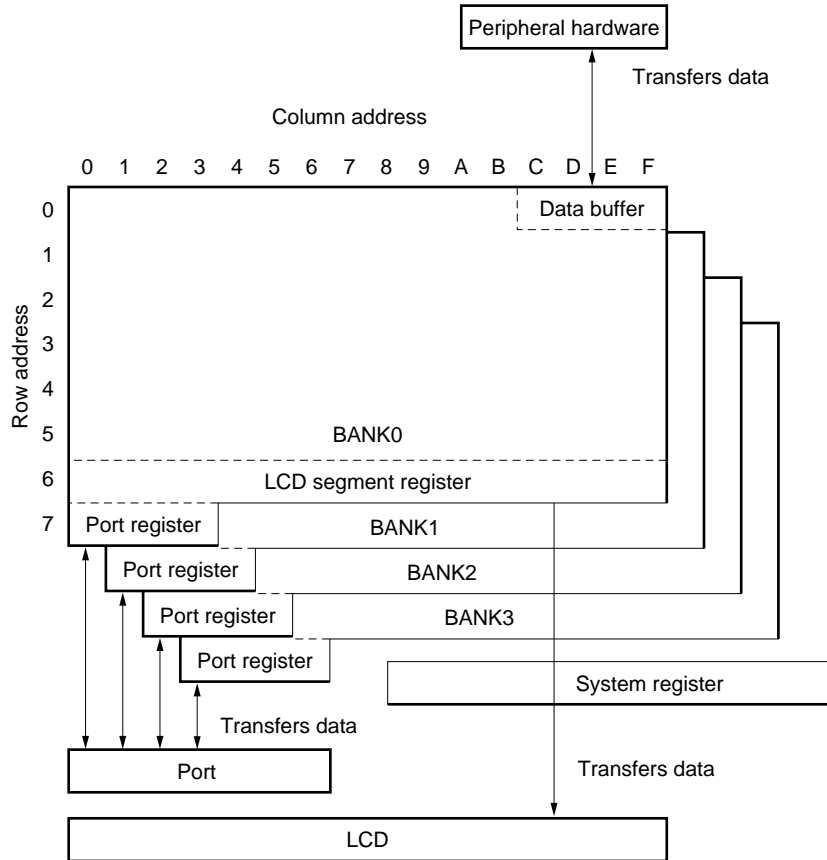 Peripheral hardware
Transfers data
Column address
0 1 2 3 4 5 6 7 8 9 A B C D E F
Row address
0
Data buffer
1
2
3
4
5
BANK0
6
LCD segment register
7
Port register
BANK1
Port register
BANK2
Port register
BANK3
Port register
System register
Transfers data
Port
Transfers data
LCD